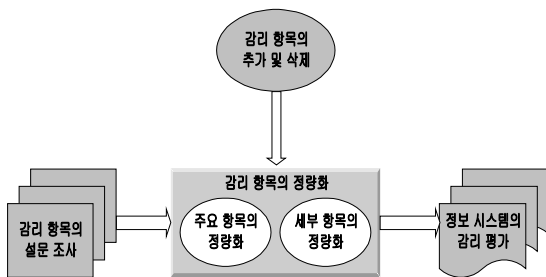 감리 항목의
추가 및 삭제
감리 항목의 정량화
감리 항목의
설문 조사
주요 항목의
정량화
세부 항목의
정량화
정보 시스템의
감리 평가